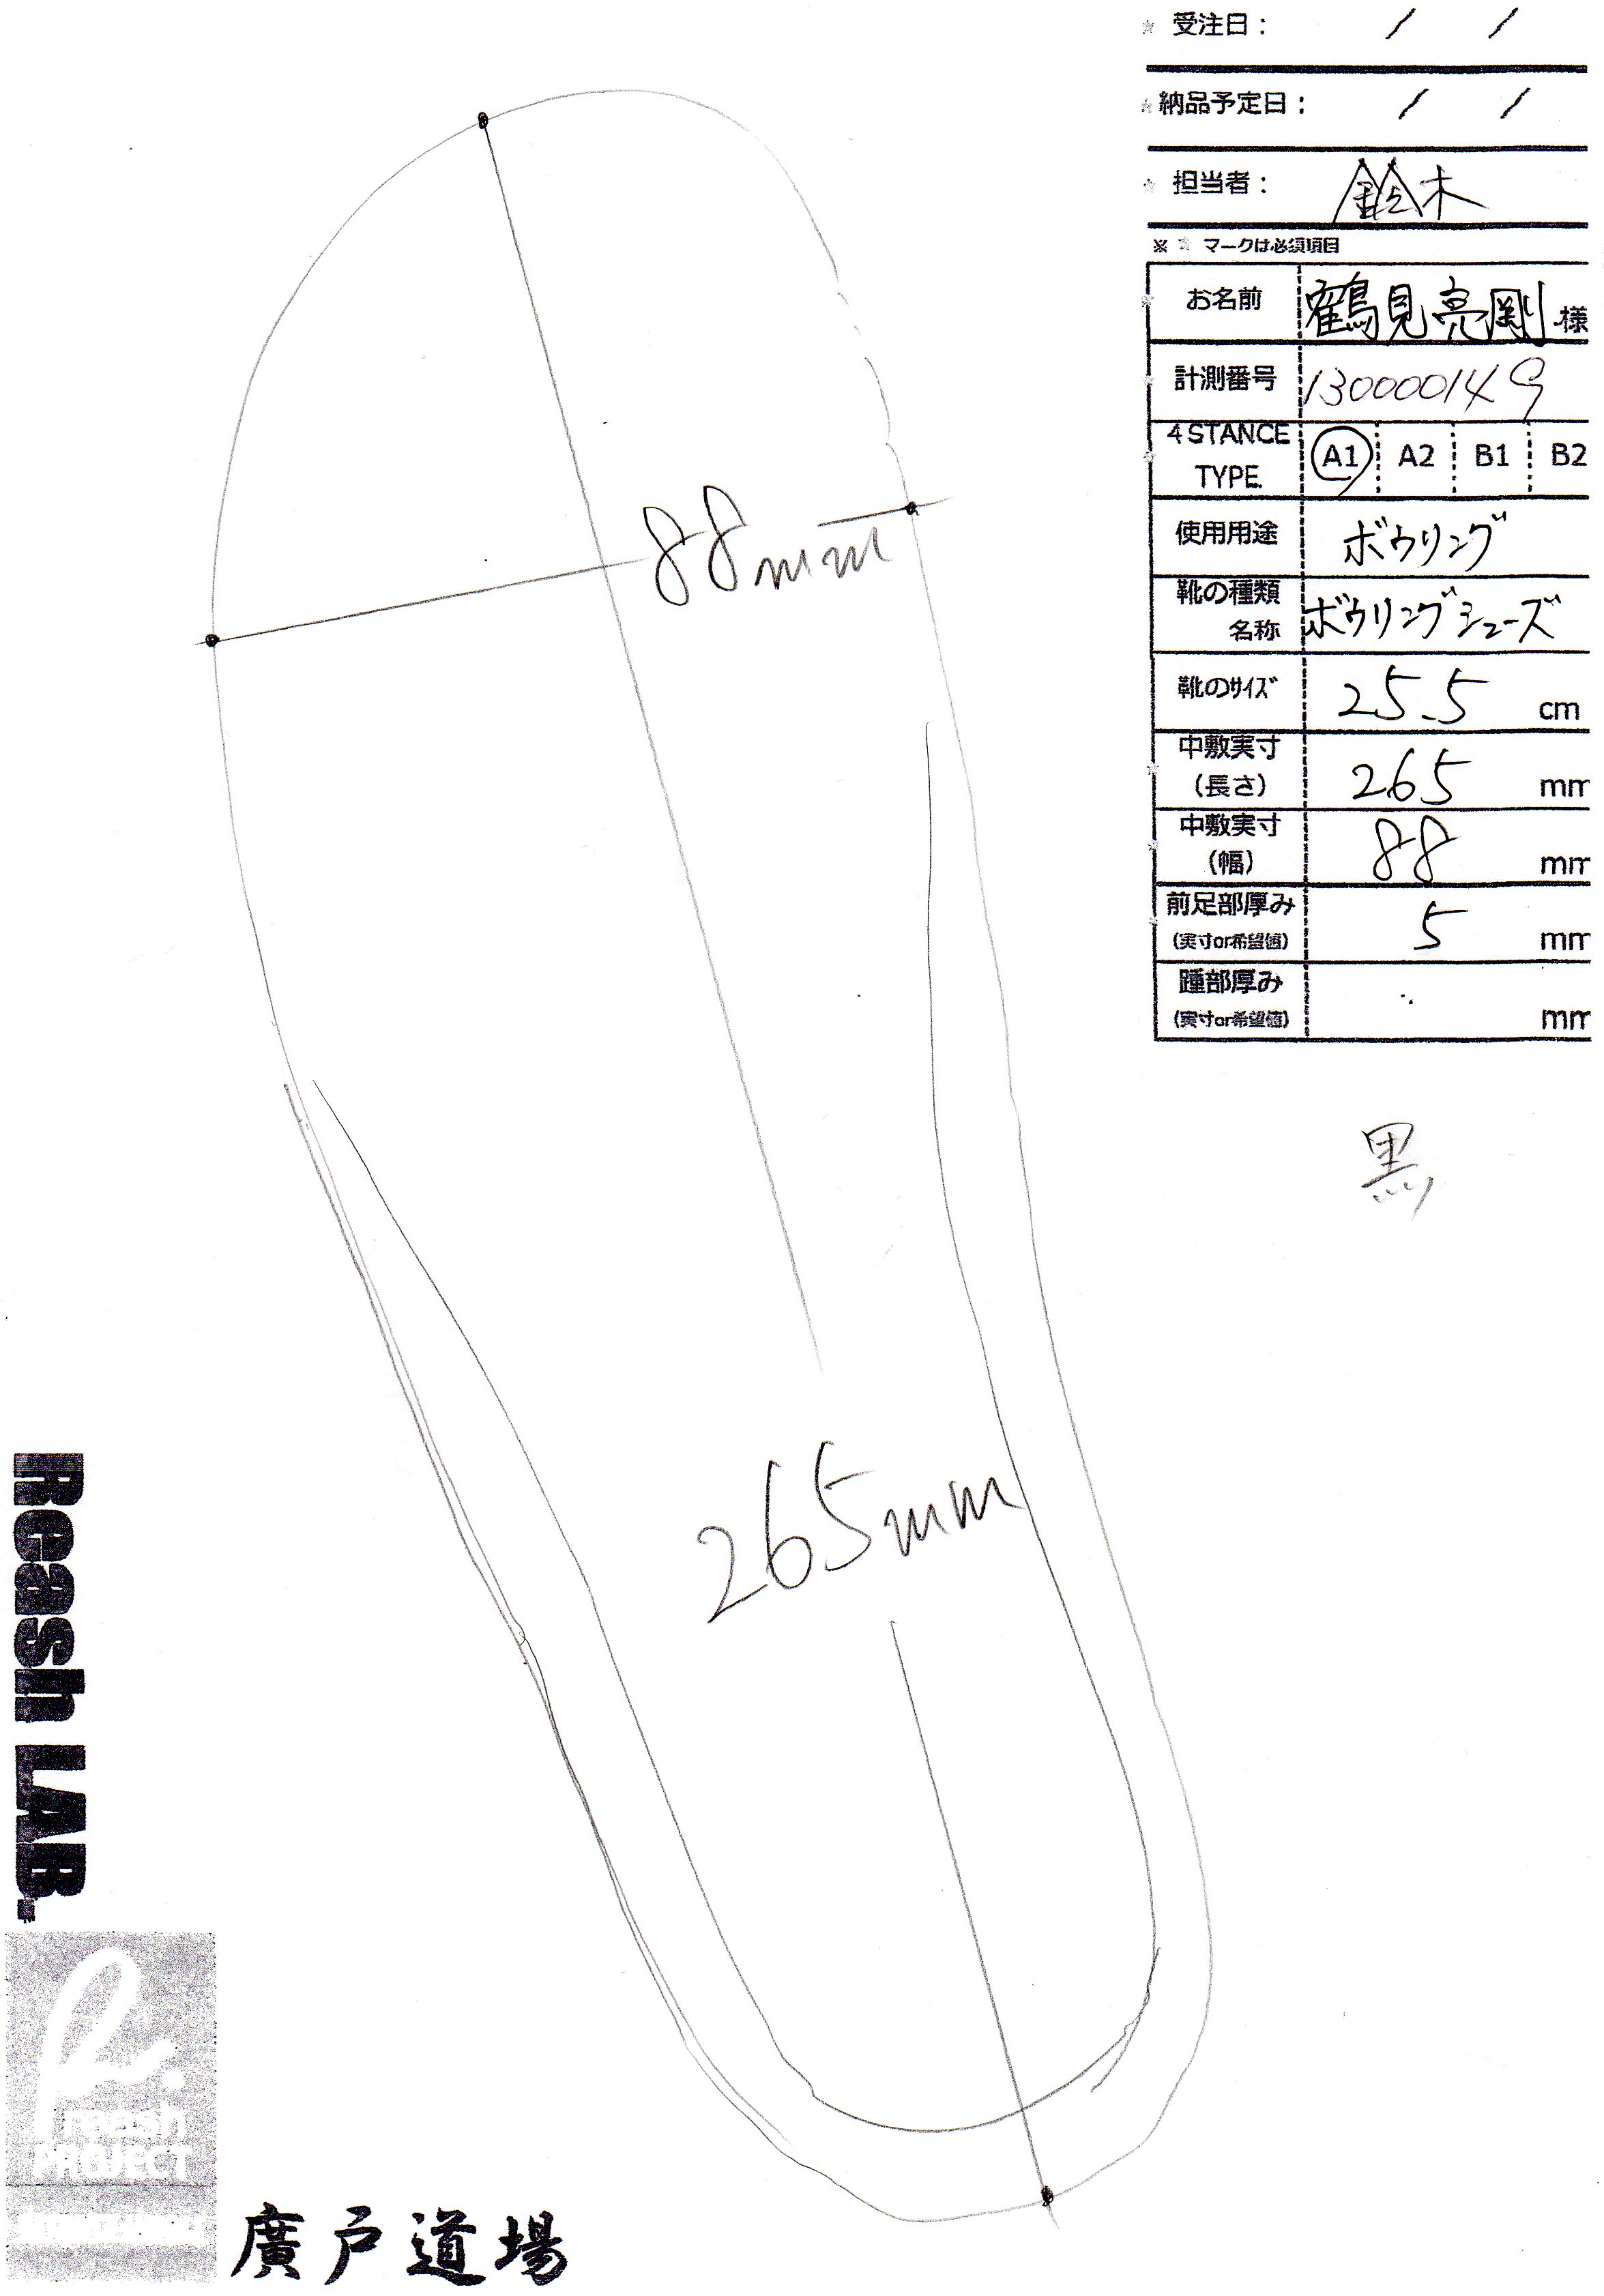 ☆ 受注日： / /
☆ 納品予定日： / /
☆ 担当者： 鈴木
※ ☆ マークは必須項目
☆ お名前 鶴見亮剛 様
☆ 計測番号 130000149
☆ 4STANCE TYPE. A1 A2 B1 B2
使用用途 ボウリング
靴の種類 名称 ボウリングシューズ
靴のサイズ 25.5 cm
☆ 中敷実寸 (長さ) 265 mm
☆ 中敷実寸 (幅) 88 mm
☆ 前足部厚み (実寸or希望値) 5 mm
踵部厚み (実寸or希望値) mm
黒
88mm
265mm
Reash LAB.
reash
PROJECT
廣戸道場